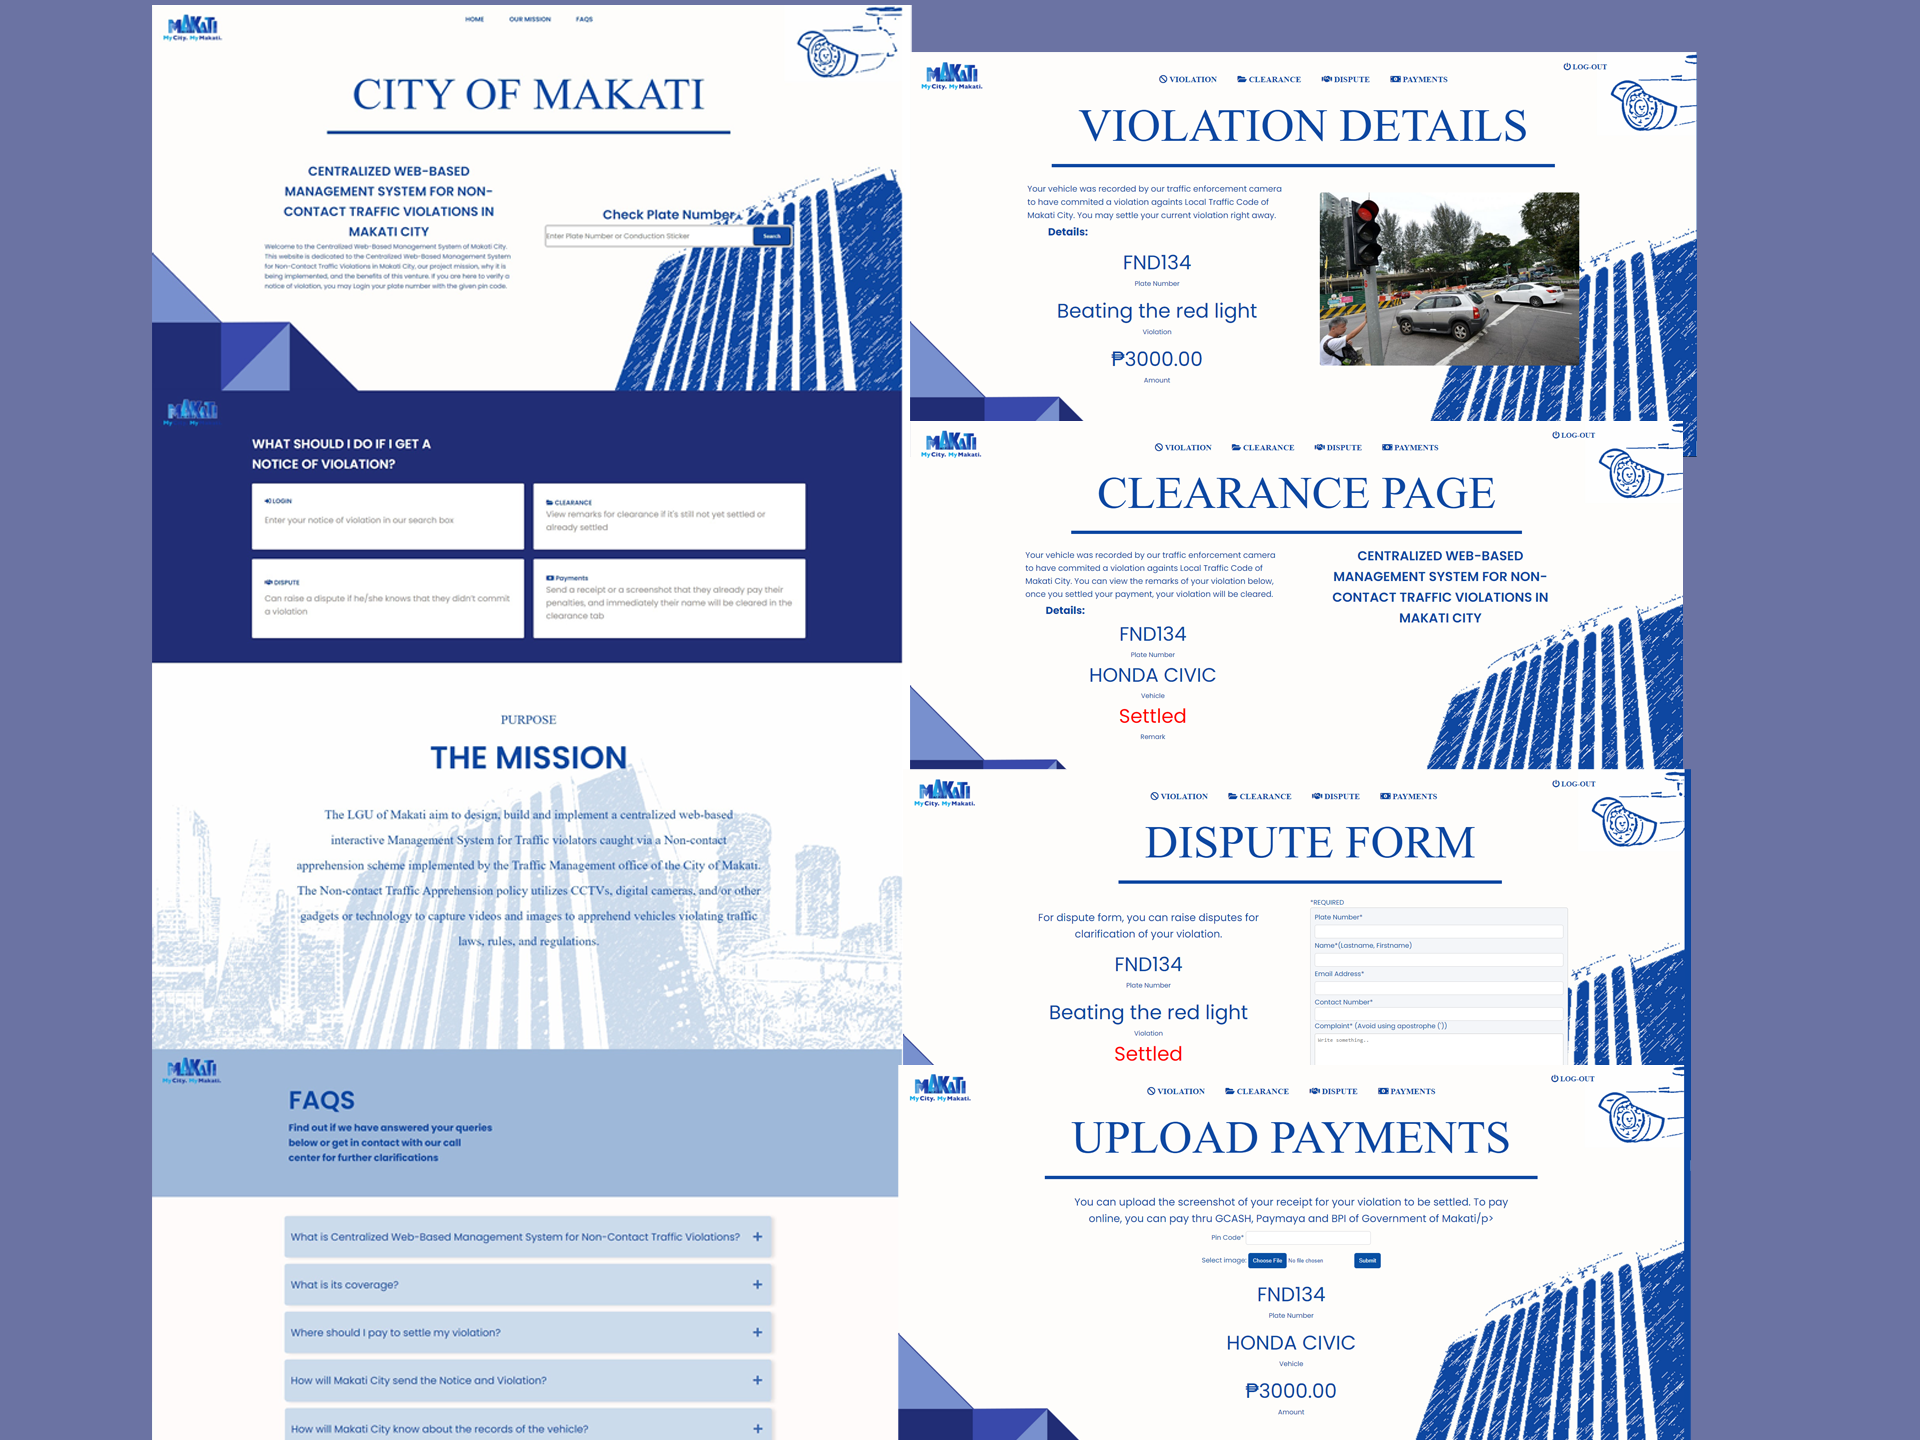 MAKATI
My City. My Makati.
HOME OUR MISSION FAQS
CITY OF MAKATI
CENTRALIZED WEB-BASED
MANAGEMENT SYSTEM FOR NON-
CONTACT TRAFFIC VIOLATIONS IN
MAKATI CITY
Welcome to the Centralized Web-Based Management System of Makati City.
This website is dedicated to the Centralized Web-Based Management System
for Non-Contact Traffic Violations in Makati City, our project mission, why it is
being implemented, and the benefits of this venture. If you are here to verify a
notice of violation, you may Login your plate number with the given pin code.
Check Plate Number
Enter Plate Number or Conduction Sticker Search
MAKATI
My My
WHAT SHOULD I DO IF I GET A
NOTICE OF VIOLATION?
LOGIN
Enter your notice of violation in our search box
CLEARANCE
View remarks for clearance if it's still not yet settled or
already settled
DISPUTE
Can raise a dispute if he/she knows that they didn't commit
a violation
Payments
Send a receipt or a screenshot that they already pay their
penalties, and immediately their name will be cleared in the
clearance tab
PURPOSE
THE MISSION
The LGU of Makati aim to design, build and implement a centralized web-based
interactive Management System for Traffic violators caught via a Non-contact
apprehension scheme implemented by the Traffic Management office of the City of Makati.
The Non-contact Traffic Apprehension policy utilizes CCTVs, digital cameras, and/or other
gadgets or technology to capture videos and images to apprehend vehicles violating traffic
laws, rules, and regulations.
MAKATI
My City. My Makati.
FAQS
Find out if we have answered your queries
below or get in contact with our call
center for further clarifications
What is Centralized Web-Based Management System for Non-Contact Traffic Violations? +
What is its coverage? +
Where should I pay to settle my violation? +
How will Makati City send the Notice and Violation? +
How will Makati City know about the records of the vehicle? +
MAKATI
My City. My Makati.
VIOLATION CLEARANCE DISPUTE PAYMENTS
LOG-OUT
VIOLATION DETAILS
Your vehicle was recorded by our traffic enforcement camera
to have commited a violation againts Local Traffic Code of
Makati City. You may settle your current violation right away.
Details:
FND134
Plate Number
Beating the red light
Violation
₱3000.00
Amount
MAKATI
My City. My Makati.
VIOLATION CLEARANCE DISPUTE PAYMENTS
LOG-OUT
CLEARANCE PAGE
Your vehicle was recorded by our traffic enforcement camera
to have commited a violation againts Local Traffic Code of
Makati City. You can view the remarks of your violation below,
once you settled your payment, your violation will be cleared.
Details:
FND134
Plate Number
HONDA CIVIC
Vehicle
Settled
Remark
CENTRALIZED WEB-BASED
MANAGEMENT SYSTEM FOR NON-
CONTACT TRAFFIC VIOLATIONS IN
MAKATI CITY
MAKATI
MAKATI
My City. My Makati.
VIOLATION CLEARANCE DISPUTE PAYMENTS
LOG-OUT
DISPUTE FORM
For dispute form, you can raise disputes for
clarification of your violation.
FND134
Plate Number
Beating the red light
Violation
Settled
*REQUIRED
Plate Number*
Name*(Lastname, Firstname)
Email Address*
Contact Number*
Complaint* (Avoid using apostrophe ('))
Write something..
MAKATI
My City. My Makati.
VIOLATION CLEARANCE DISPUTE PAYMENTS
LOG-OUT
UPLOAD PAYMENTS
You can upload the screenshot of your receipt for your violation to be settled. To pay
online, you can pay thru GCASH, Paymaya and BPI of Government of Makati/p>
Pin Code*
Select image: Choose File No file chosen Submit
FND134
Plate Number
HONDA CIVIC
Vehicle
₱3000.00
Amount
MAKATI